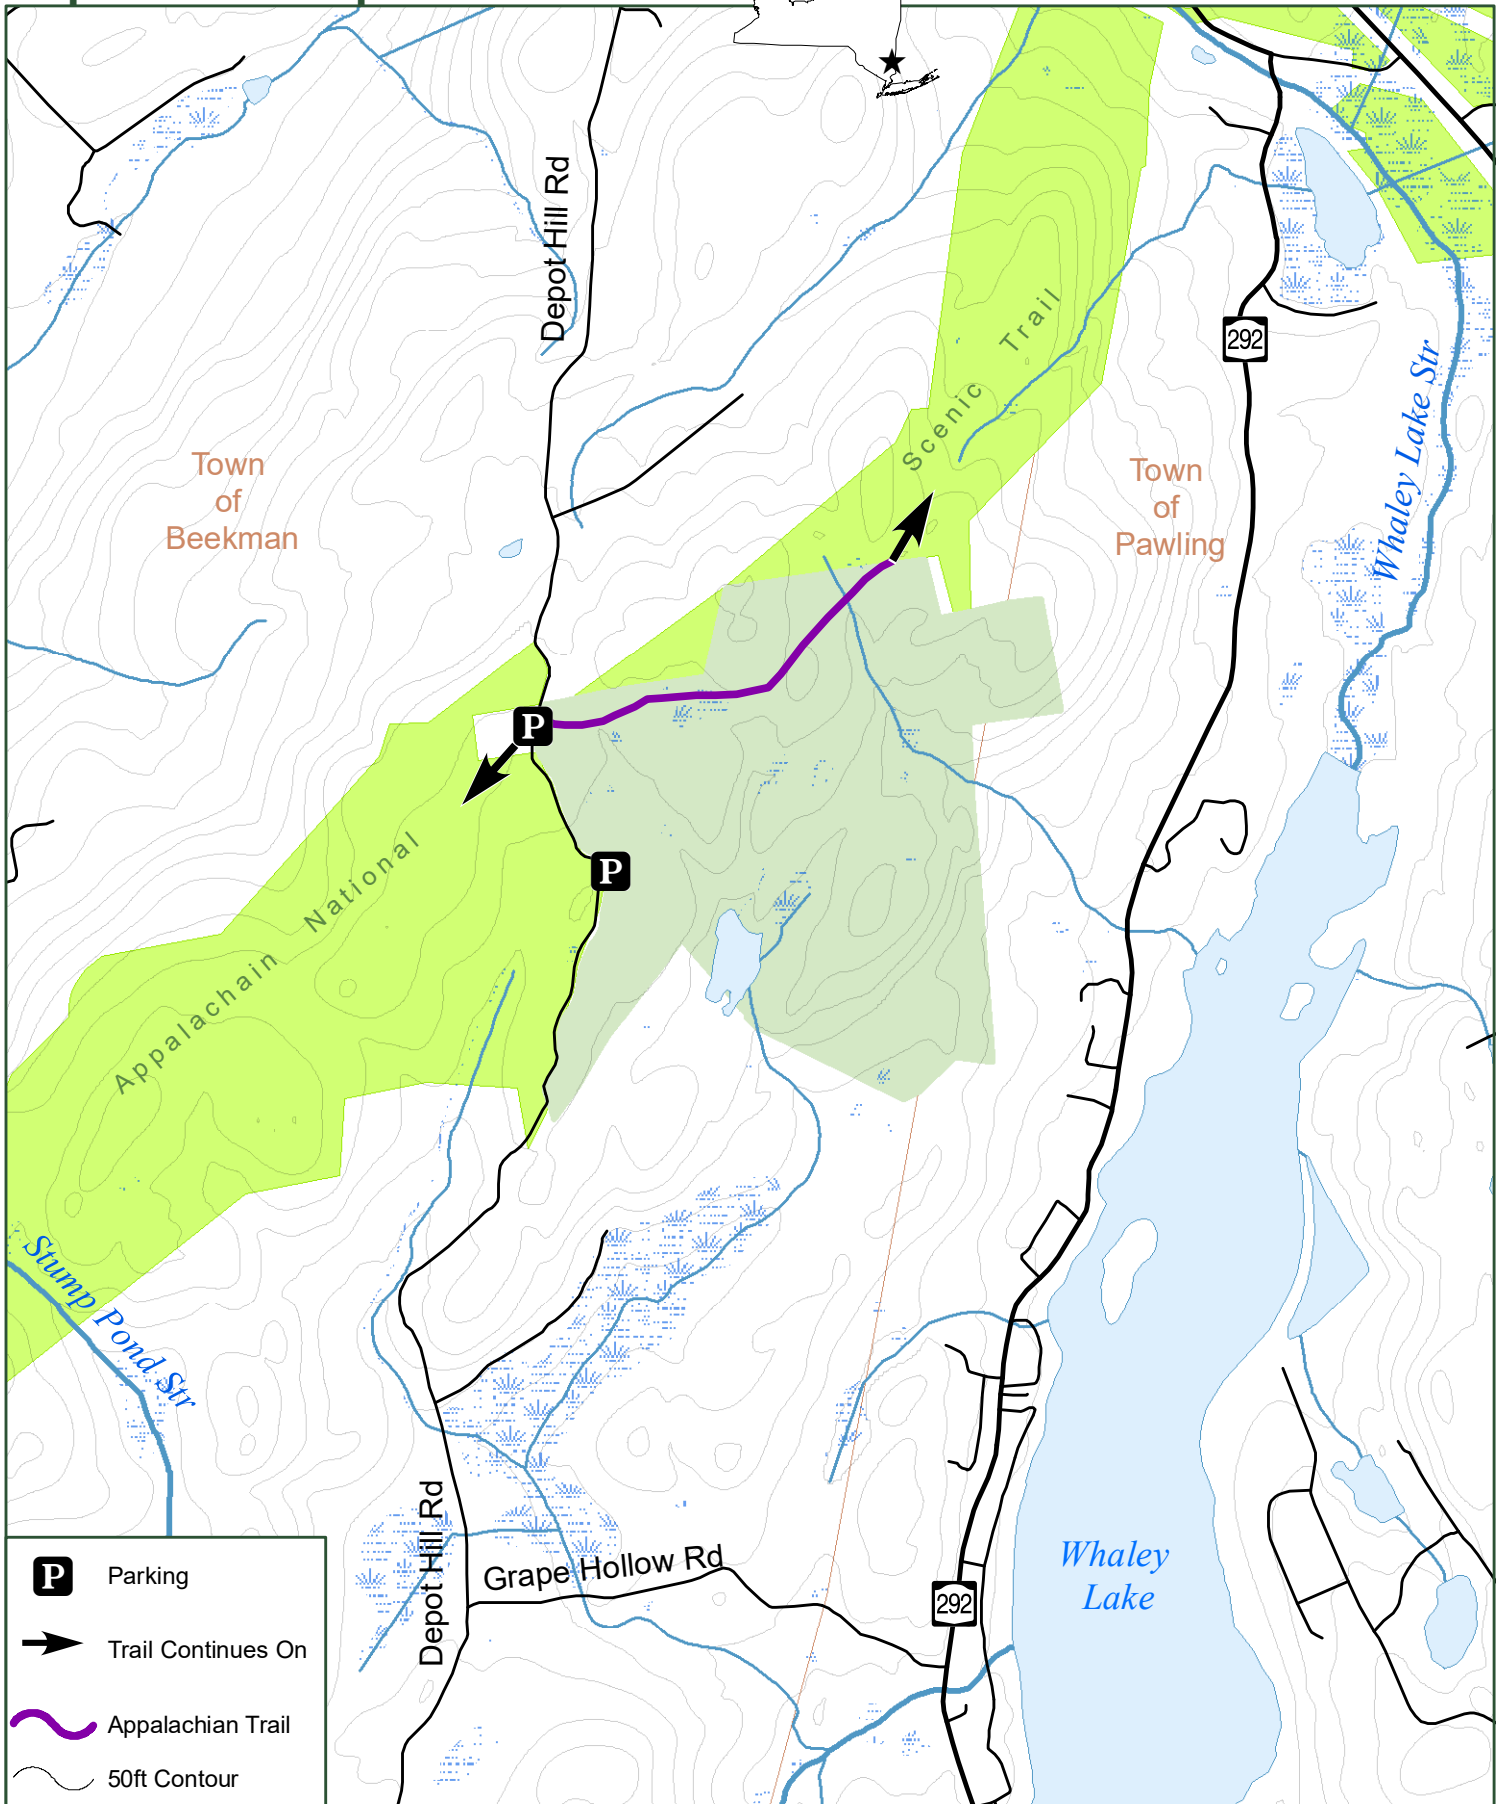 Depot Hill Rd
292
Scenic Trail
Whaley Lake Str
Town
of
Beekman
Town
of
Pawling
P
P
Appalachain National
Stump Pond Str
Depot Hill Rd
Grape Hollow Rd
292
Whaley
Lake
P Parking
Trail Continues On
Appalachian Trail
50ft Contour